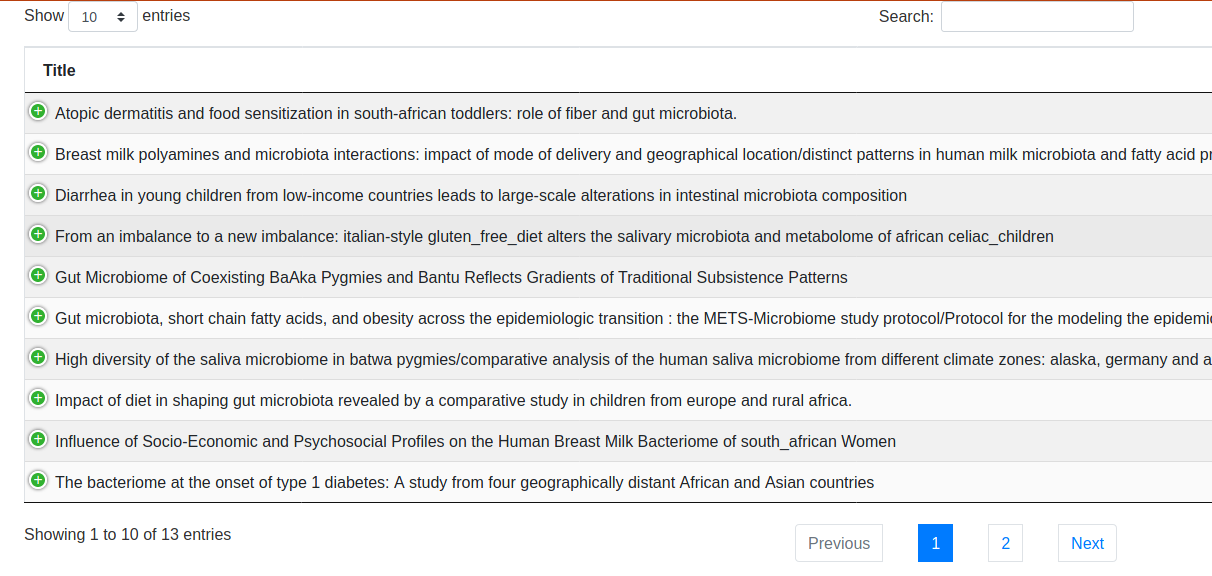 Show 10 entries Search:
Title
Atopic dermatitis and food sensitization in south-african toddlers: role of fiber and gut microbiota.
Breast milk polyamines and microbiota interactions: impact of mode of delivery and geographical location/distinct patterns in human milk microbiota and fatty acid pr
Diarrhea in young children from low-income countries leads to large-scale alterations in intestinal microbiota composition
From an imbalance to a new imbalance: italian-style gluten_free_diet alters the salivary microbiota and metabolome of african celiac_children
Gut Microbiome of Coexisting BaAka Pygmies and Bantu Reflects Gradients of Traditional Subsistence Patterns
Gut microbiota, short chain fatty acids, and obesity across the epidemiologic transition : the METS-Microbiome study protocol/Protocol for the modeling the epidemi
High diversity of the saliva microbiome in batwa pygmies/comparative analysis of the human saliva microbiome from different climate zones: alaska, germany and a
Impact of diet in shaping gut microbiota revealed by a comparative study in children from europe and rural africa.
Influence of Socio-Economic and Psychosocial Profiles on the Human Breast Milk Bacteriome of south_african Women
The bacteriome at the onset of type 1 diabetes: A study from four geographically distant African and Asian countries
Showing 1 to 10 of 13 entries Previous 1 2 Next